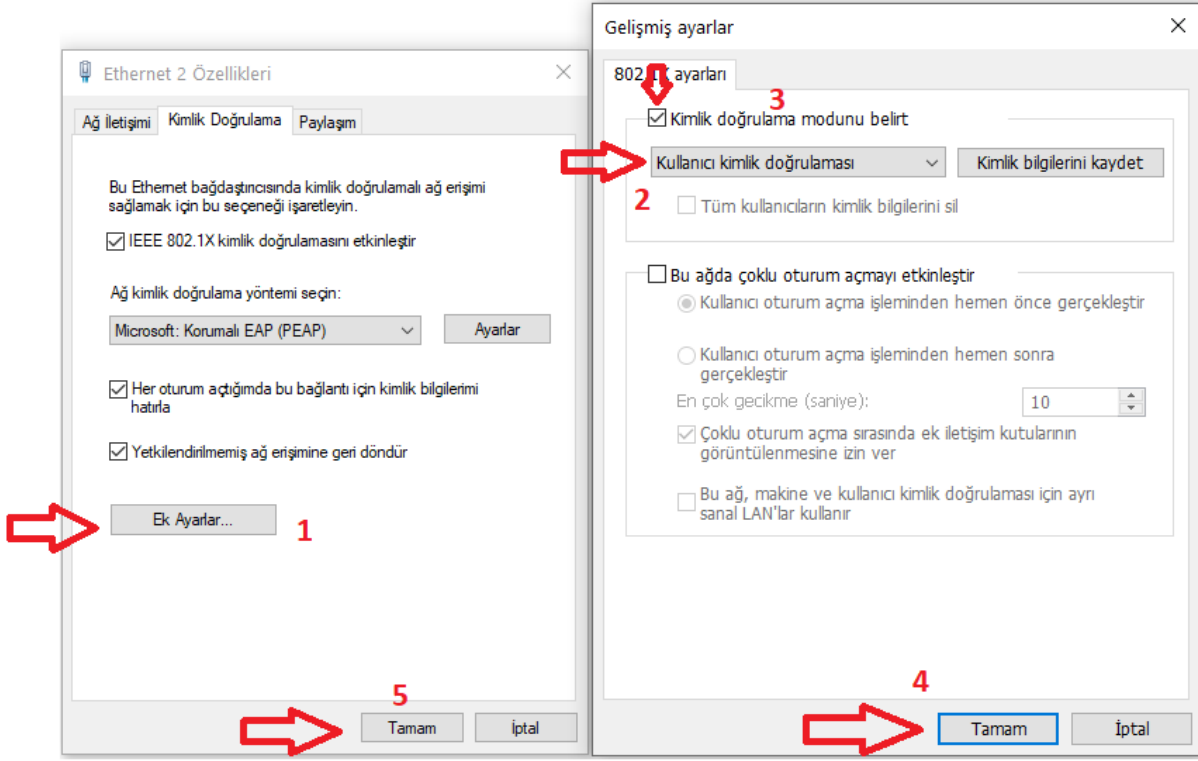 Ethernet 2 Özellikleri
Ağ İletişimi Kimlik Doğrulama Paylaşım
Bu Ethernet bağdaştırıcısında kimlik doğrulamalı ağ erişimi
sağlamak için bu seçeneği işaretleyin.
IEEE 802.1X kimlik doğrulamasını etkinleştir
Ağ kimlik doğrulama yöntemi seçin:
Microsoft: Korumalı EAP (PEAP) Ayarlar
Her oturum açtığımda bu bağlantı için kimlik bilgilerimi
hatırla
Yetkilendirilmemiş ağ erişimine geri döndür
Ek Ayarlar...
1
5
Tamam İptal
Gelişmiş ayarlar
802.1X ayarları
3
Kimlik doğrulama modunu belirt
Kullanıcı kimlik doğrulaması Kimlik bilgilerini kaydet
2
Tüm kullanıcıların kimlik bilgilerini sil
Bu ağda çoklu oturum açmayı etkinleştir
Kullanıcı oturum açma işleminden hemen önce gerçekleştir
Kullanıcı oturum açma işleminden hemen sonra
gerçekleştir
En çok gecikme (saniye): 10
Çoklu oturum açma sırasında ek iletişim kutularının
görüntülenmesine izin ver
Bu ağ, makine ve kullanıcı kimlik doğrulaması için ayrı
sanal LAN'lar kullanır
4
Tamam İptal